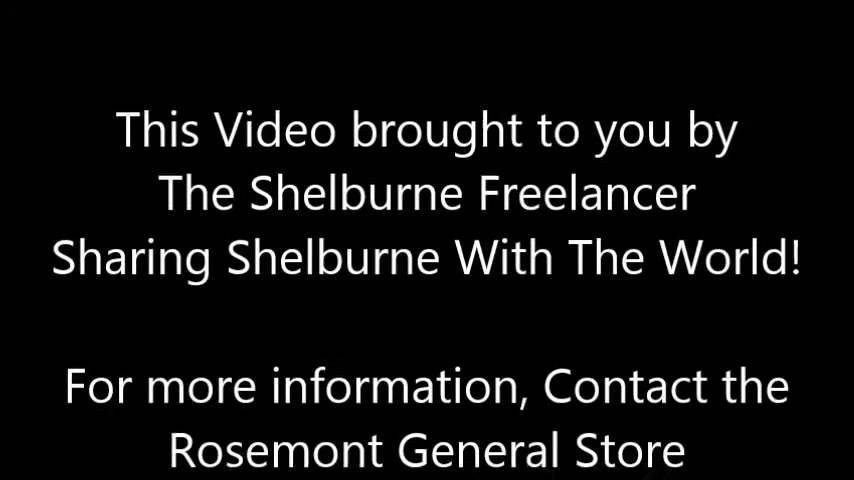 This Video brought to you by
The Shelburne Freelancer
Sharing Shelburne With The World!
For more information, Contact the
Rosemont General Store